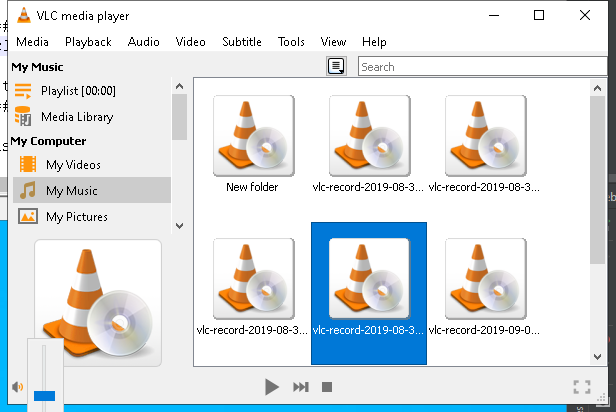 VLC media player
Media Playback Audio Video Subtitle Tools View Help
My Music
Search
Playlist [00:00]
Media Library
My Computer
My Videos
My Music
My Pictures
New folder
vlc-record-2019-08-3...
vlc-record-2019-08-3...
vlc-record-2019-08-3...
vlc-record-2019-08-3...
vlc-record-2019-09-0...